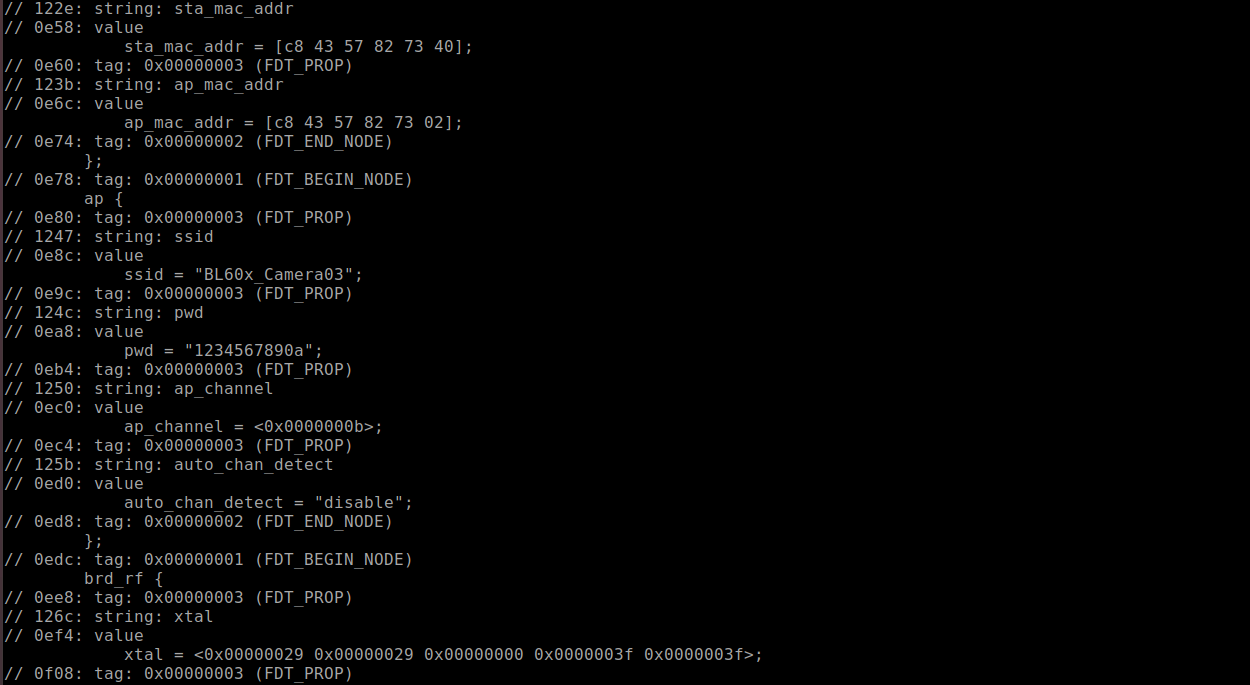 // 122e: string: sta_mac_addr
// 0e58: value
            sta_mac_addr = [c8 43 57 82 73 40];
// 0e60: tag: 0x00000003 (FDT_PROP)
// 123b: string: ap_mac_addr
// 0e6c: value
            ap_mac_addr = [c8 43 57 82 73 02];
// 0e74: tag: 0x00000002 (FDT_END_NODE)
        };
// 0e78: tag: 0x00000001 (FDT_BEGIN_NODE)
        ap {
// 0e80: tag: 0x00000003 (FDT_PROP)
// 1247: string: ssid
// 0e8c: value
            ssid = "BL60x_Camera03";
// 0e9c: tag: 0x00000003 (FDT_PROP)
// 124c: string: pwd
// 0ea8: value
            pwd = "1234567890a";
// 0eb4: tag: 0x00000003 (FDT_PROP)
// 1250: string: ap_channel
// 0ec0: value
            ap_channel = <0x0000000b>;
// 0ec4: tag: 0x00000003 (FDT_PROP)
// 125b: string: auto_chan_detect
// 0ed0: value
            auto_chan_detect = "disable";
// 0ed8: tag: 0x00000002 (FDT_END_NODE)
        };
// 0edc: tag: 0x00000001 (FDT_BEGIN_NODE)
        brd_rf {
// 0ee8: tag: 0x00000003 (FDT_PROP)
// 126c: string: xtal
// 0ef4: value
            xtal = <0x00000029 0x00000029 0x00000000 0x0000003f 0x0000003f>;
// 0f08: tag: 0x00000003 (FDT_PROP)